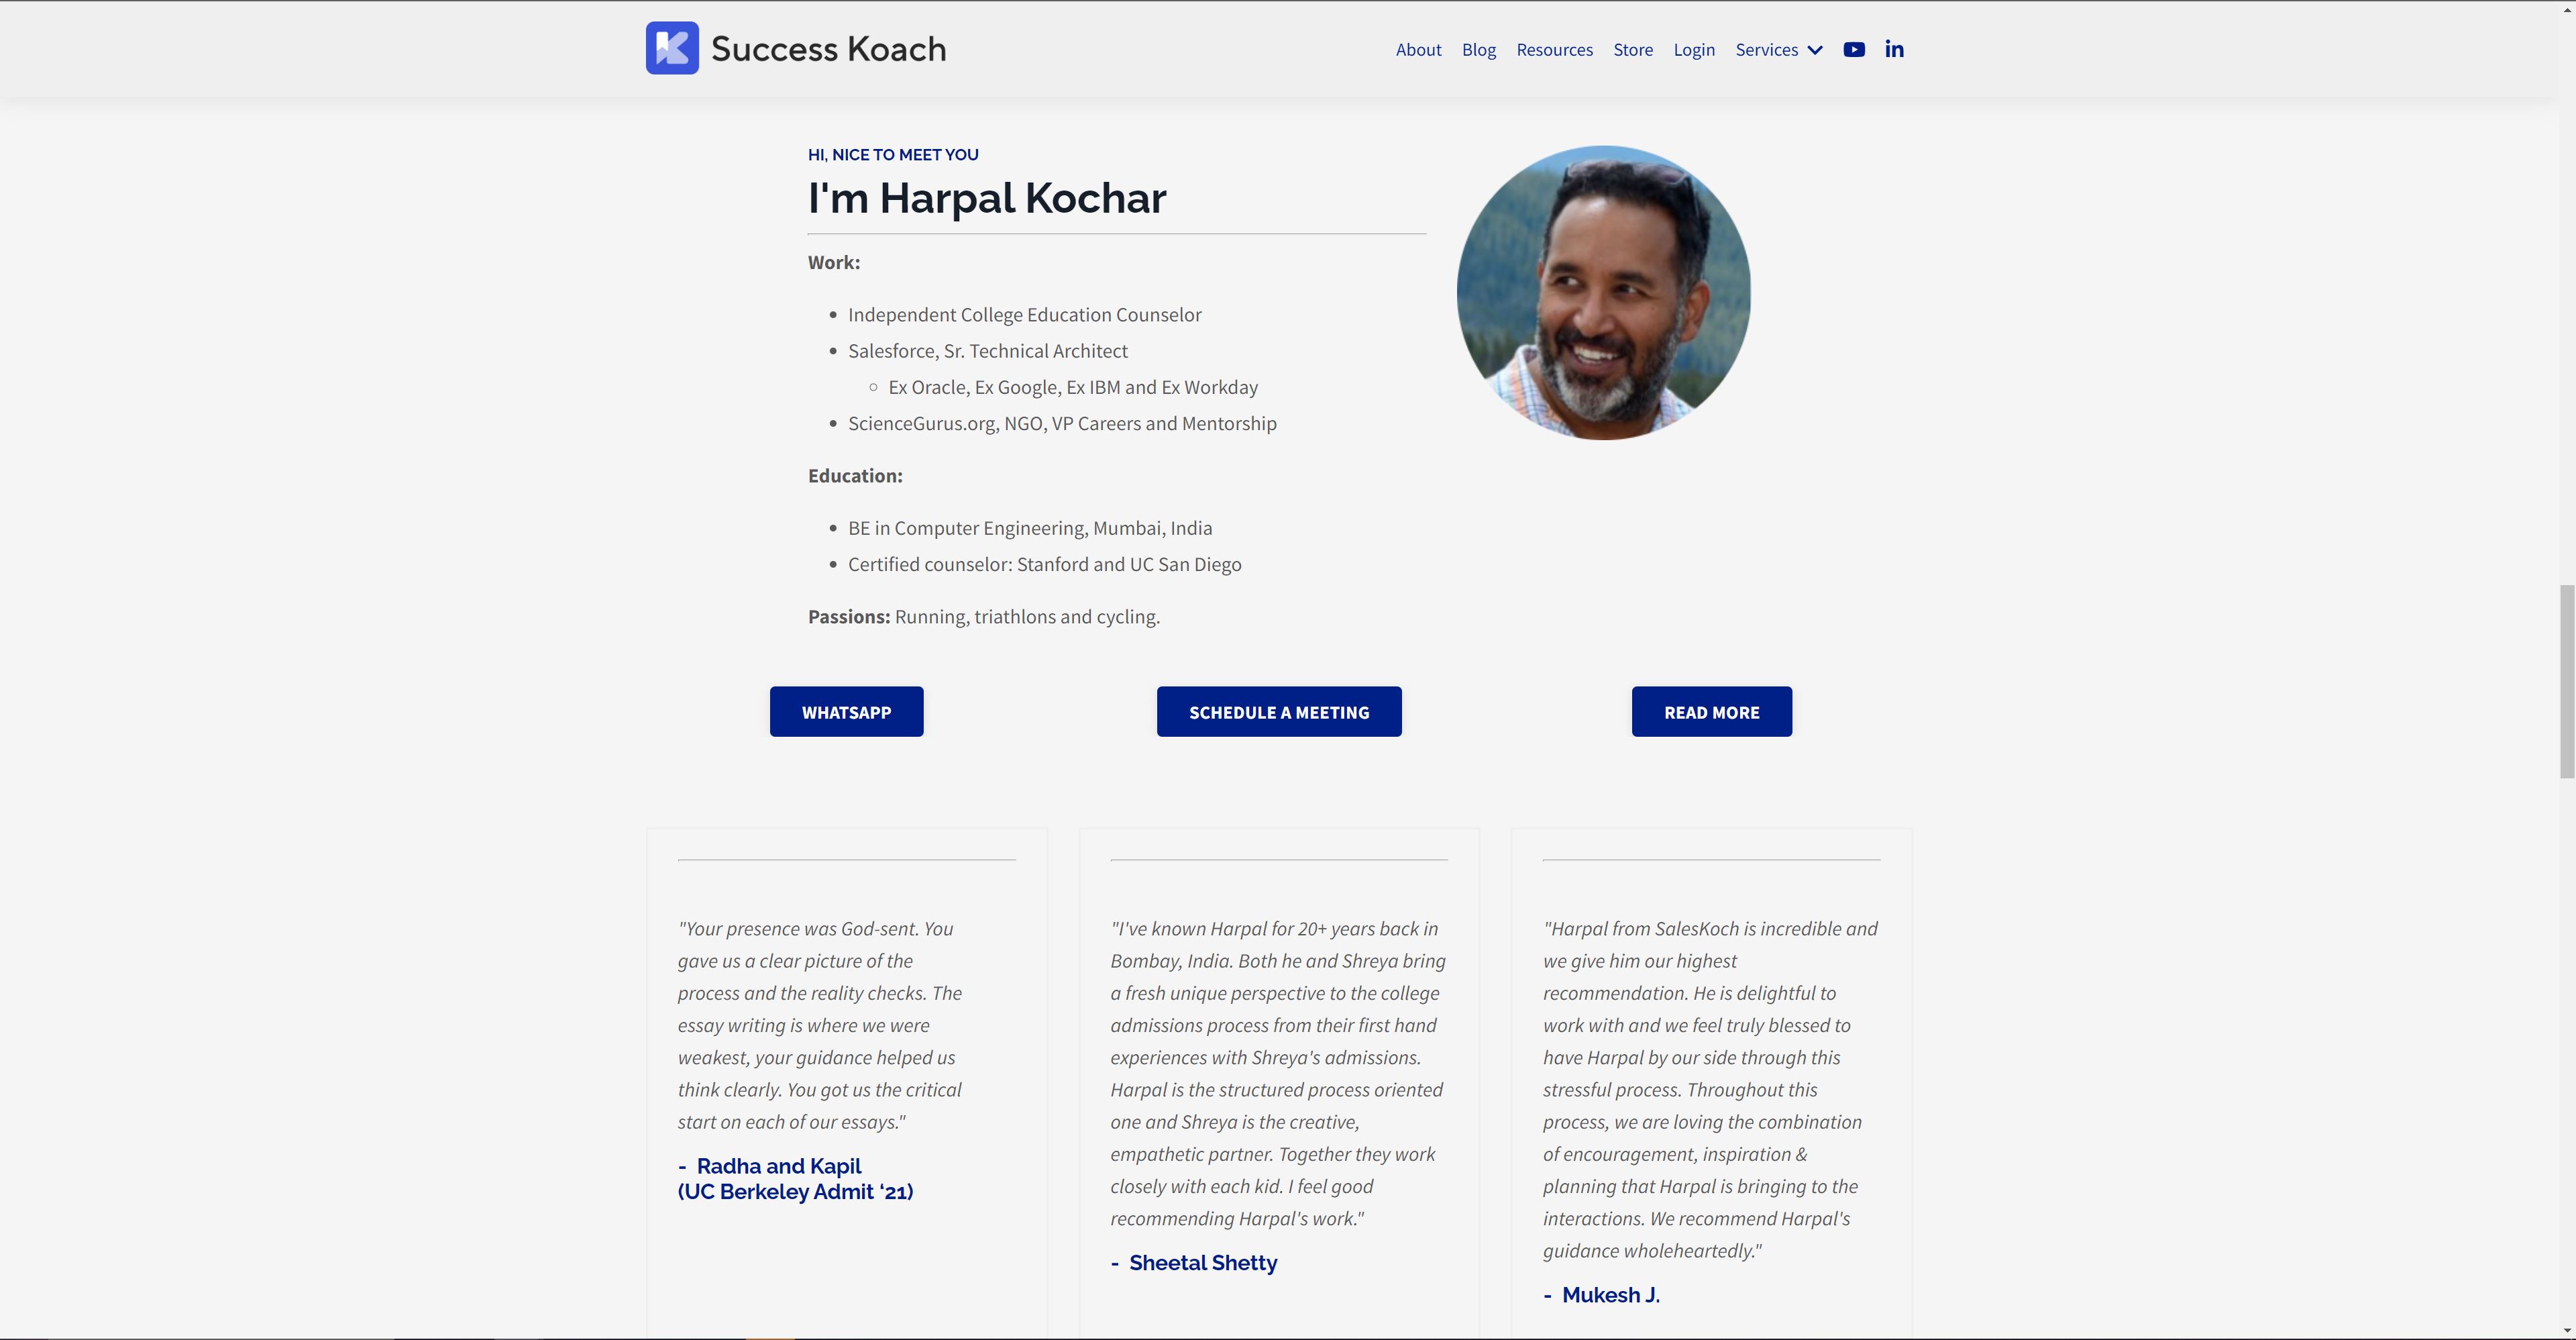 Success Koach
About Blog Resources Store Login Services
HI, NICE TO MEET YOU
I'm Harpal Kochar
Work:
Independent College Education Counselor
Salesforce, Sr. Technical Architect
Ex Oracle, Ex Google, Ex IBM and Ex Workday
ScienceGurus.org, NGO, VP Careers and Mentorship
Education:
BE in Computer Engineering, Mumbai, India
Certified counselor: Stanford and UC San Diego
Passions: Running, triathlons and cycling.
WHATSAPP
SCHEDULE A MEETING
READ MORE
"Your presence was God-sent. You
gave us a clear picture of the
process and the reality checks. The
essay writing is where we were
weakest, your guidance helped us
think clearly. You got us the critical
start on each of our essays."
- Radha and Kapil
(UC Berkeley Admit ‘21)
"I've known Harpal for 20+ years back in
Bombay, India. Both he and Shreya bring
a fresh unique perspective to the college
admissions process from their first hand
experiences with Shreya's admissions.
Harpal is the structured process oriented
one and Shreya is the creative,
empathetic partner. Together they work
closely with each kid. I feel good
recommending Harpal's work."
- Sheetal Shetty
"Harpal from SalesKoch is incredible and
we give him our highest
recommendation. He is delightful to
work with and we feel truly blessed to
have Harpal by our side through this
stressful process. Throughout this
process, we are loving the combination
of encouragement, inspiration &
planning that Harpal is bringing to the
interactions. We recommend Harpal's
guidance wholeheartedly."
- Mukesh J.